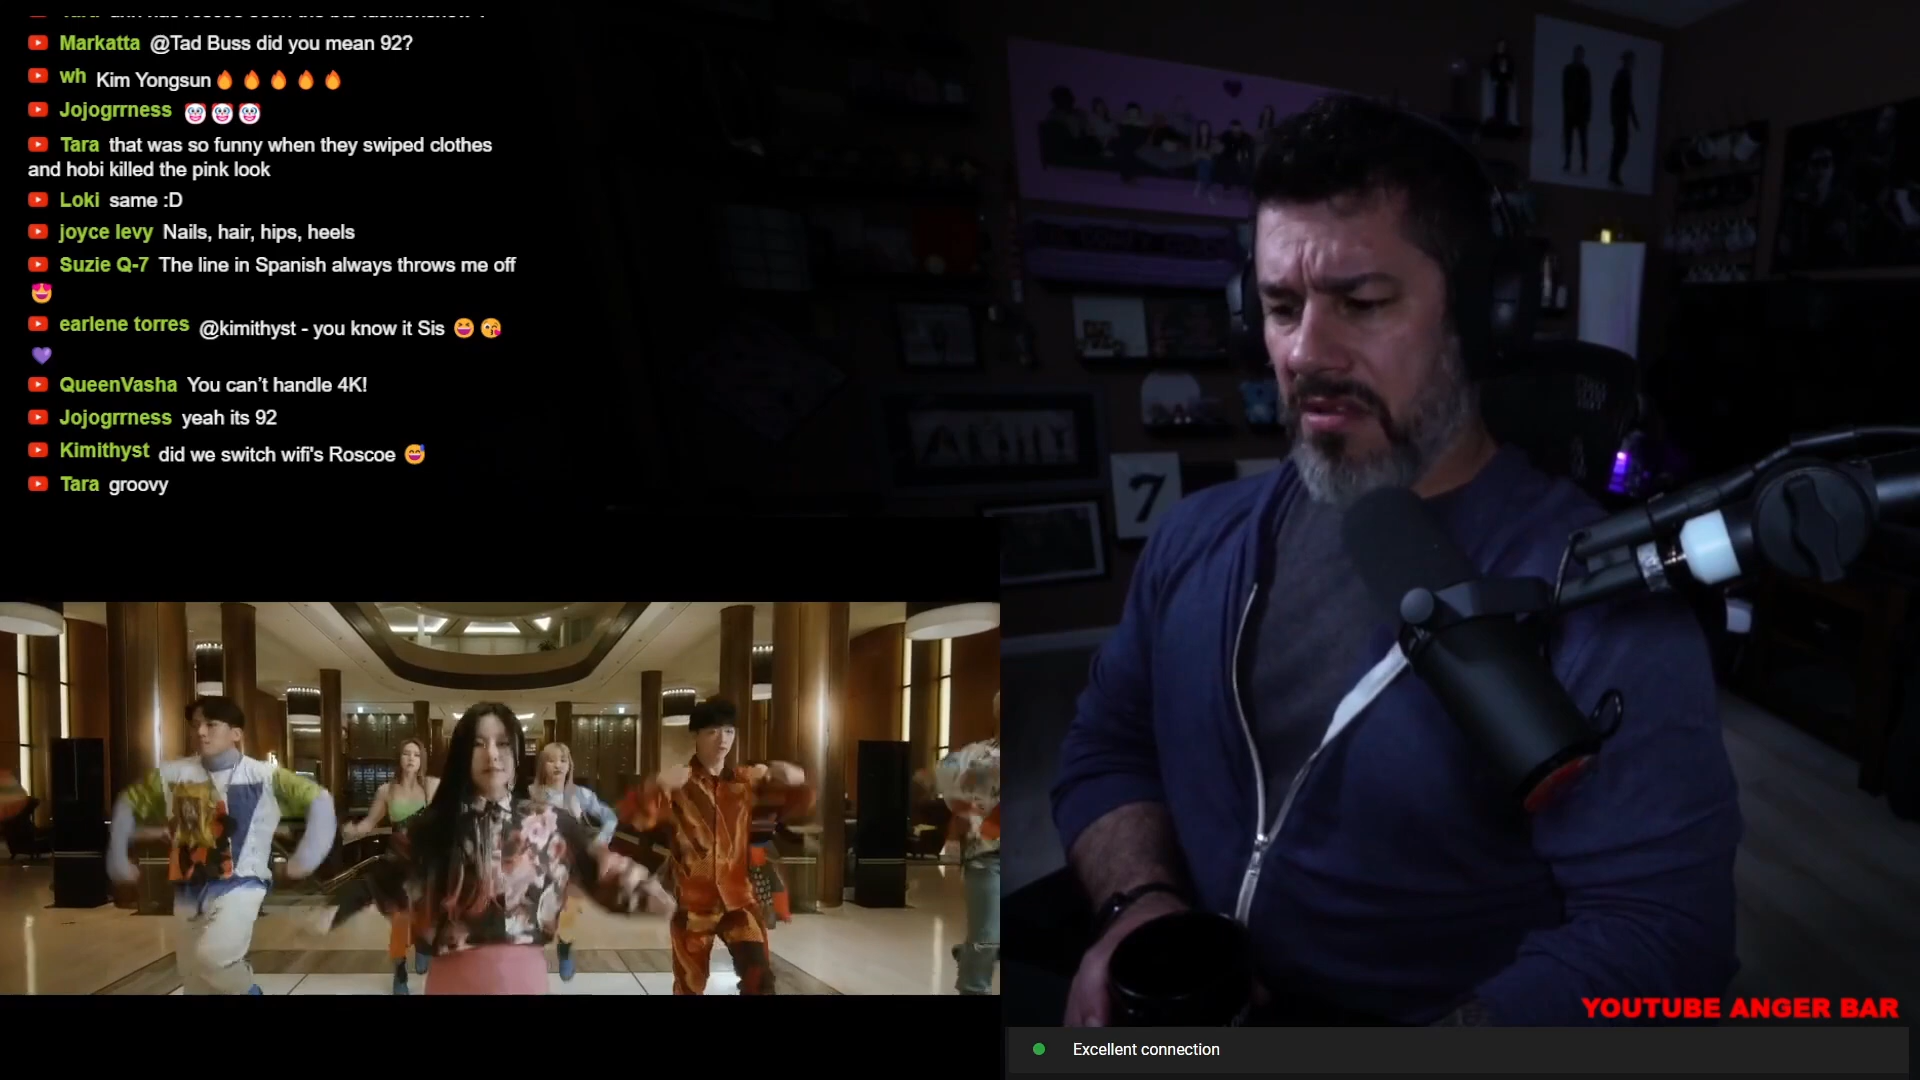 Markatta @Tad Buss did you mean 92?
wh Kim Yongsun🔥🔥🔥🔥🔥
Jojogrrness 🤡🤡🤡
Tara that was so funny when they swiped clothes
and hobi killed the pink look
Loki same :D
joyce levy Nails, hair, hips, heels
Suzie Q-7 The line in Spanish always throws me off
😍
earlene torres @kimithyst - you know it Sis 😆😘
💜
QueenVasha You can’t handle 4K!
Jojogrrness yeah its 92
Kimithyst did we switch wifi's Roscoe 😅
Tara groovy
7
YOUTUBE ANGER BAR
Excellent connection